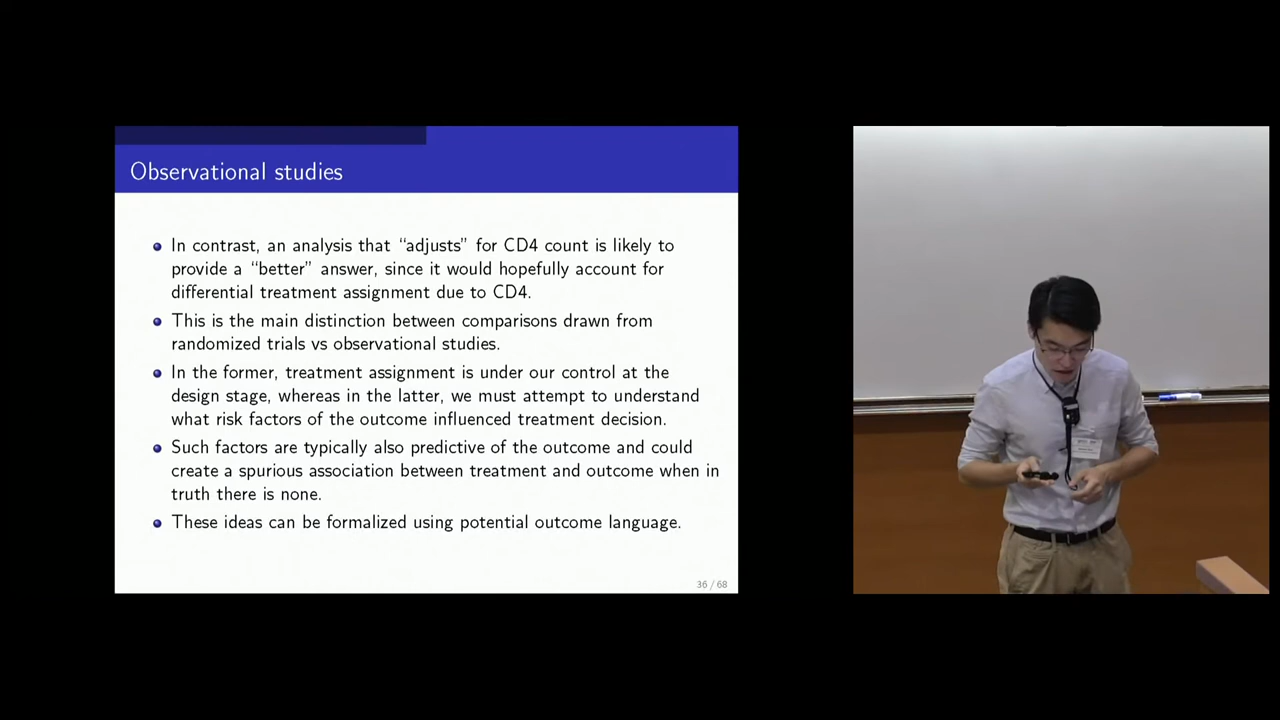 Observational studies
In contrast, an analysis that “adjusts” for CD4 count is likely to
provide a “better” answer, since it would hopefully account for
differential treatment assignment due to CD4.
This is the main distinction between comparisons drawn from
randomized trials vs observational studies.
In the former, treatment assignment is under our control at the
design stage, whereas in the latter, we must attempt to understand
what risk factors of the outcome influenced treatment decision.
Such factors are typically also predictive of the outcome and could
create a spurious association between treatment and outcome when in
truth there is none.
These ideas can be formalized using potential outcome language.
36 / 68